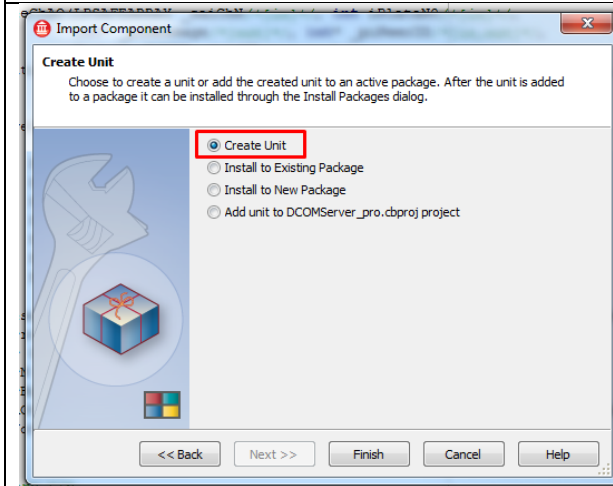 Import Component
Create Unit
Choose to create a unit or add the created unit to an active package. After the unit is added
to a package it can be installed through the Install Packages dialog.
Create Unit
Install to Existing Package
Install to New Package
Add unit to DCOMServer_pro.cbproj project
<< Back Next >> Finish Cancel Help